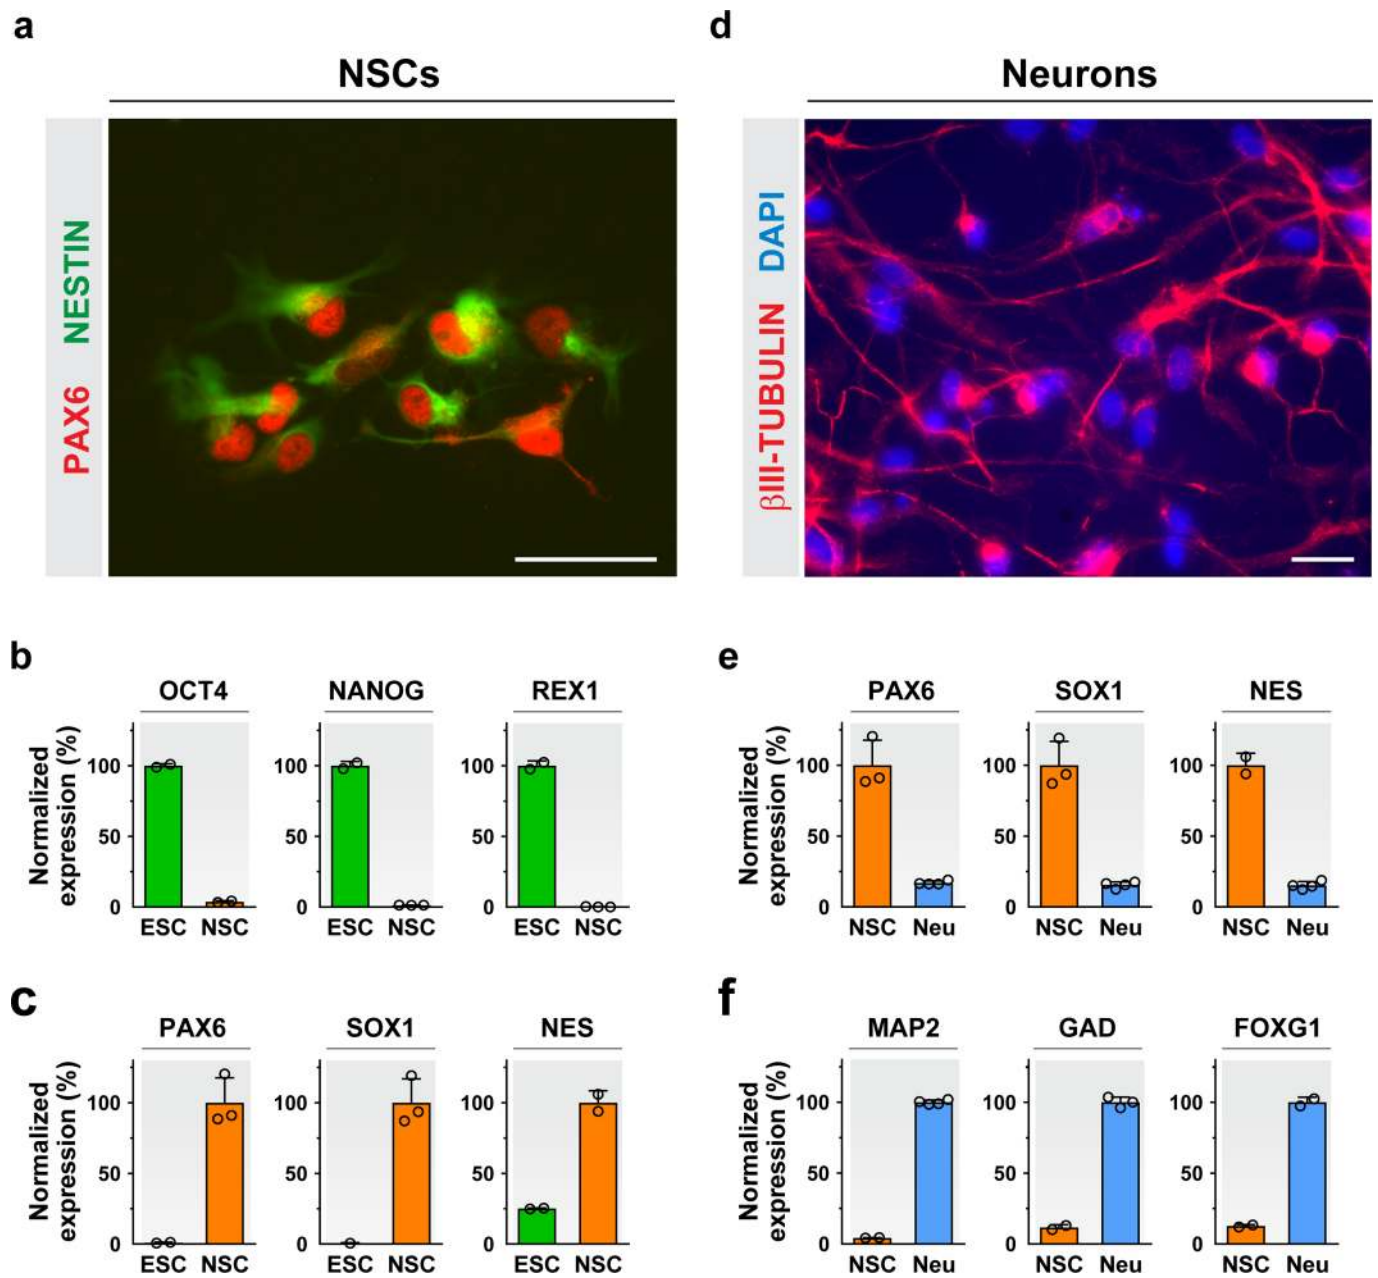 a
NSCs
PAX6 NESTIN
d
Neurons
βIII-TUBULIN DAPI
b
OCT4 NANOG REX1
Normalized
expression (%)
100 100 100
50 50 50
0 0 0
ESC NSC ESC NSC ESC NSC
e
PAX6 SOX1 NES
Normalized
expression (%)
100 100 100
50 50 50
0 0 0
NSC Neu NSC Neu NSC Neu
c
PAX6 SOX1 NES
Normalized
expression (%)
100 100 100
50 50 50
0 0 0
ESC NSC ESC NSC ESC NSC
f
MAP2 GAD FOXG1
Normalized
expression (%)
100 100 100
50 50 50
0 0 0
NSC Neu NSC Neu NSC Neu